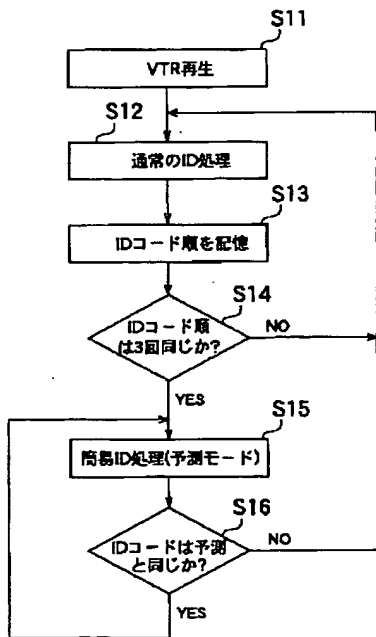 S11
VTR再生
S12
通常のID処理
S13
IDコード順を記憶
S14
IDコード順
は3回同じか?
NO
YES
S15
簡易ID処理(予測モード)
S16
IDコードは予測
と同じか?
NO
YES